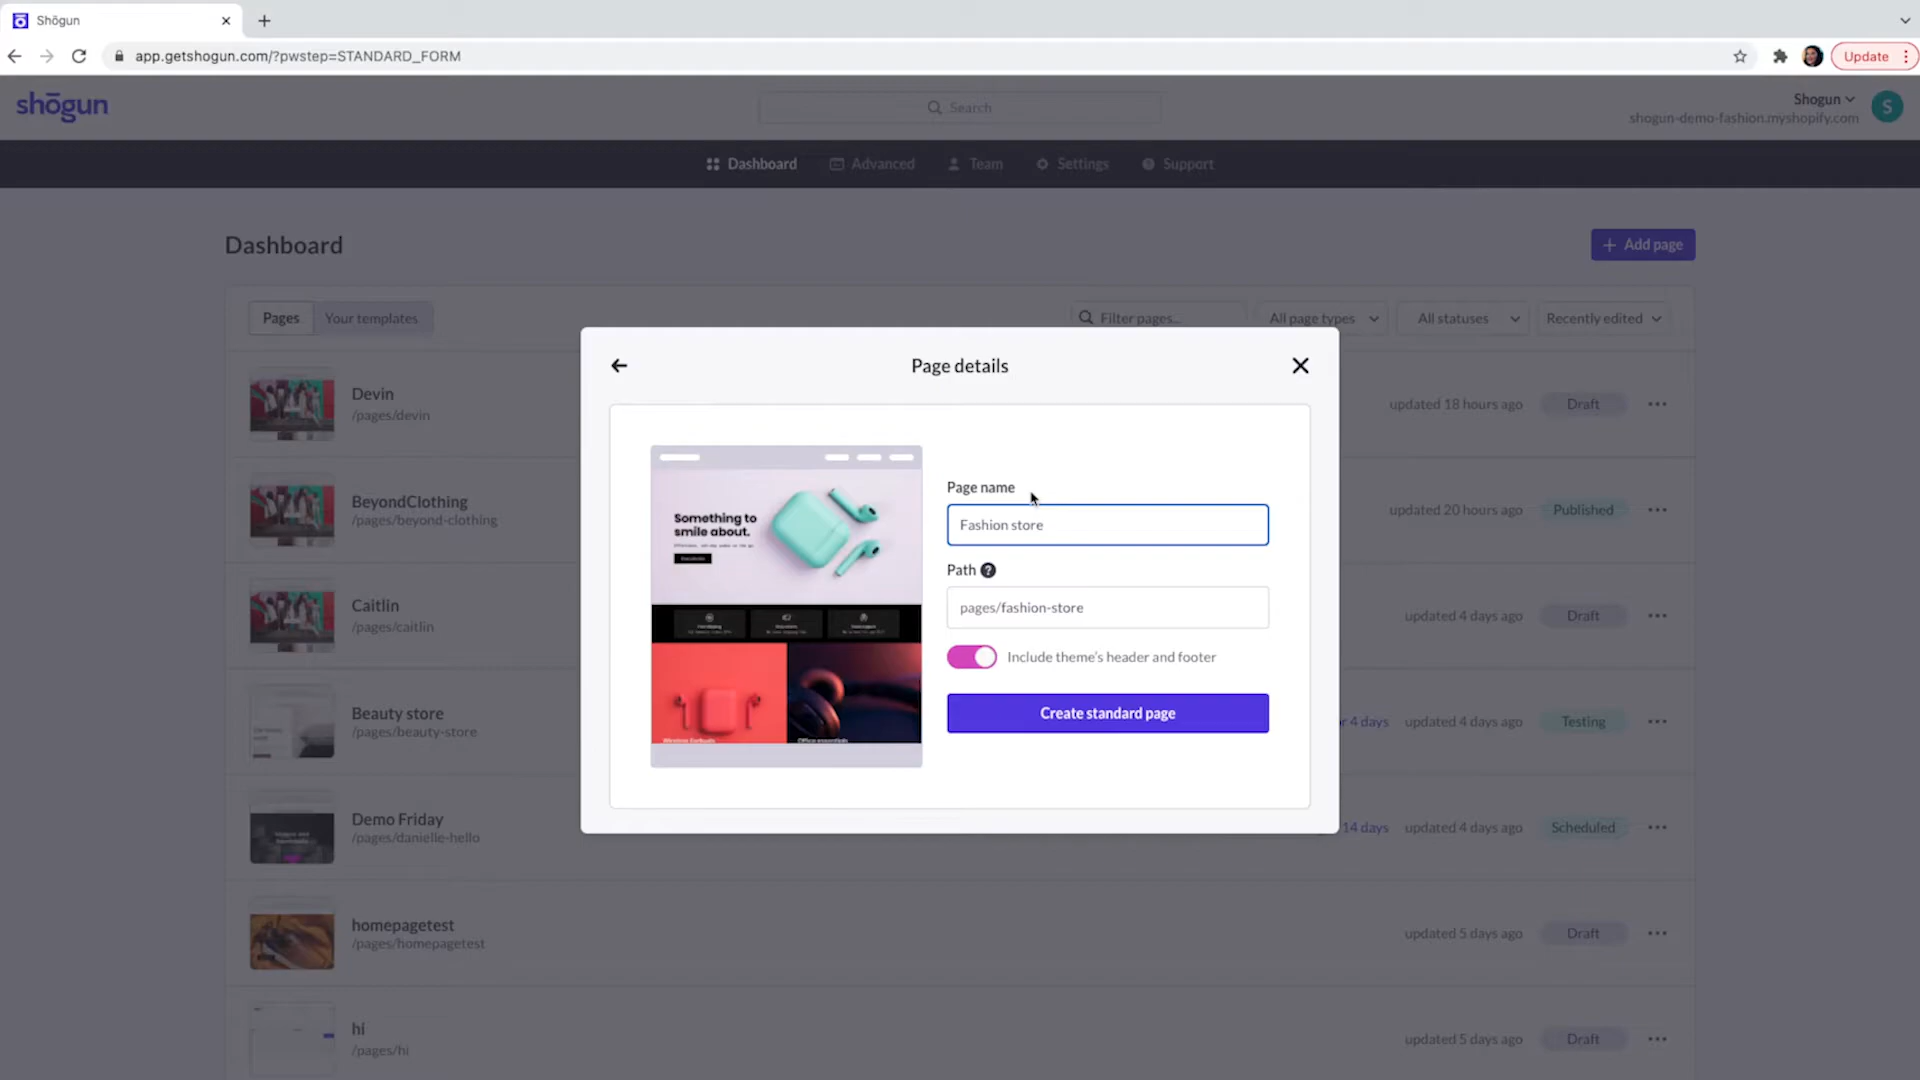 Shōgun
app.getshogun.com/?pwstep=STANDARD_FORM
Update
shōgun
Search
Shogun
shogun-demo-fashion.myshopify.com
S
Dashboard
Advanced
Team
Settings
Support
Dashboard
+ Add page
Pages
Your templates
Filter pages...
All page types
All statuses
Recently edited
Devin
/pages/devin
updated 18 hours ago
Draft
BeyondClothing
/pages/beyond-clothing
updated 20 hours ago
Published
Caitlin
/pages/caitlin
updated 4 days ago
Draft
Beauty store
/pages/beauty-store
r 4 days
updated 4 days ago
Testing
Demo Friday
/pages/danielle-hello
14 days
updated 4 days ago
Scheduled
homepagetest
/pages/homepagetest
updated 5 days ago
Draft
hi
/pages/hi
updated 5 days ago
Draft
Page details
Something to
smile about.
Page name
Fashion store
Path ?
pages/fashion-store
Include theme's header and footer
Create standard page